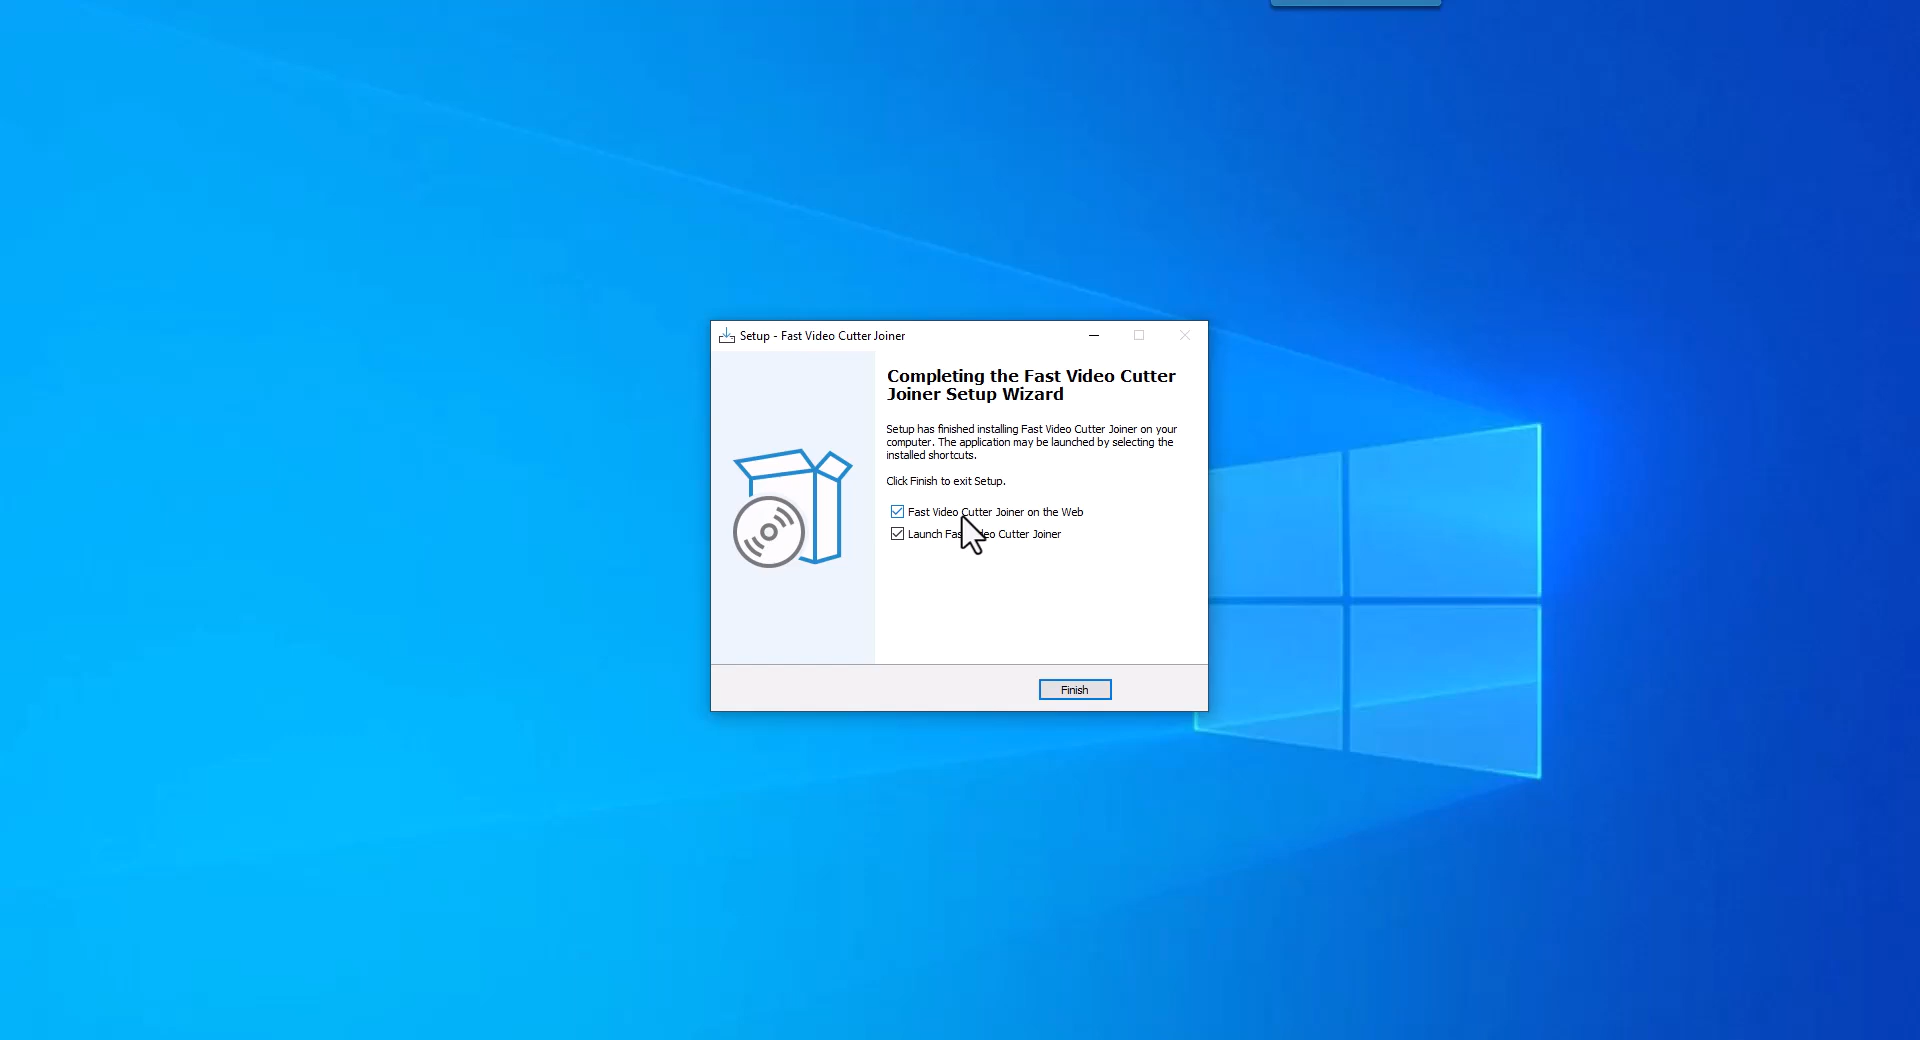 Setup - Fast Video Cutter Joiner
Completing the Fast Video Cutter
Joiner Setup Wizard
Setup has finished installing Fast Video Cutter Joiner on your
computer. The application may be launched by selecting the
installed shortcuts.
Click Finish to exit Setup.
Fast Video Cutter Joiner on the Web
Launch Fas eo Cutter Joiner
Finish